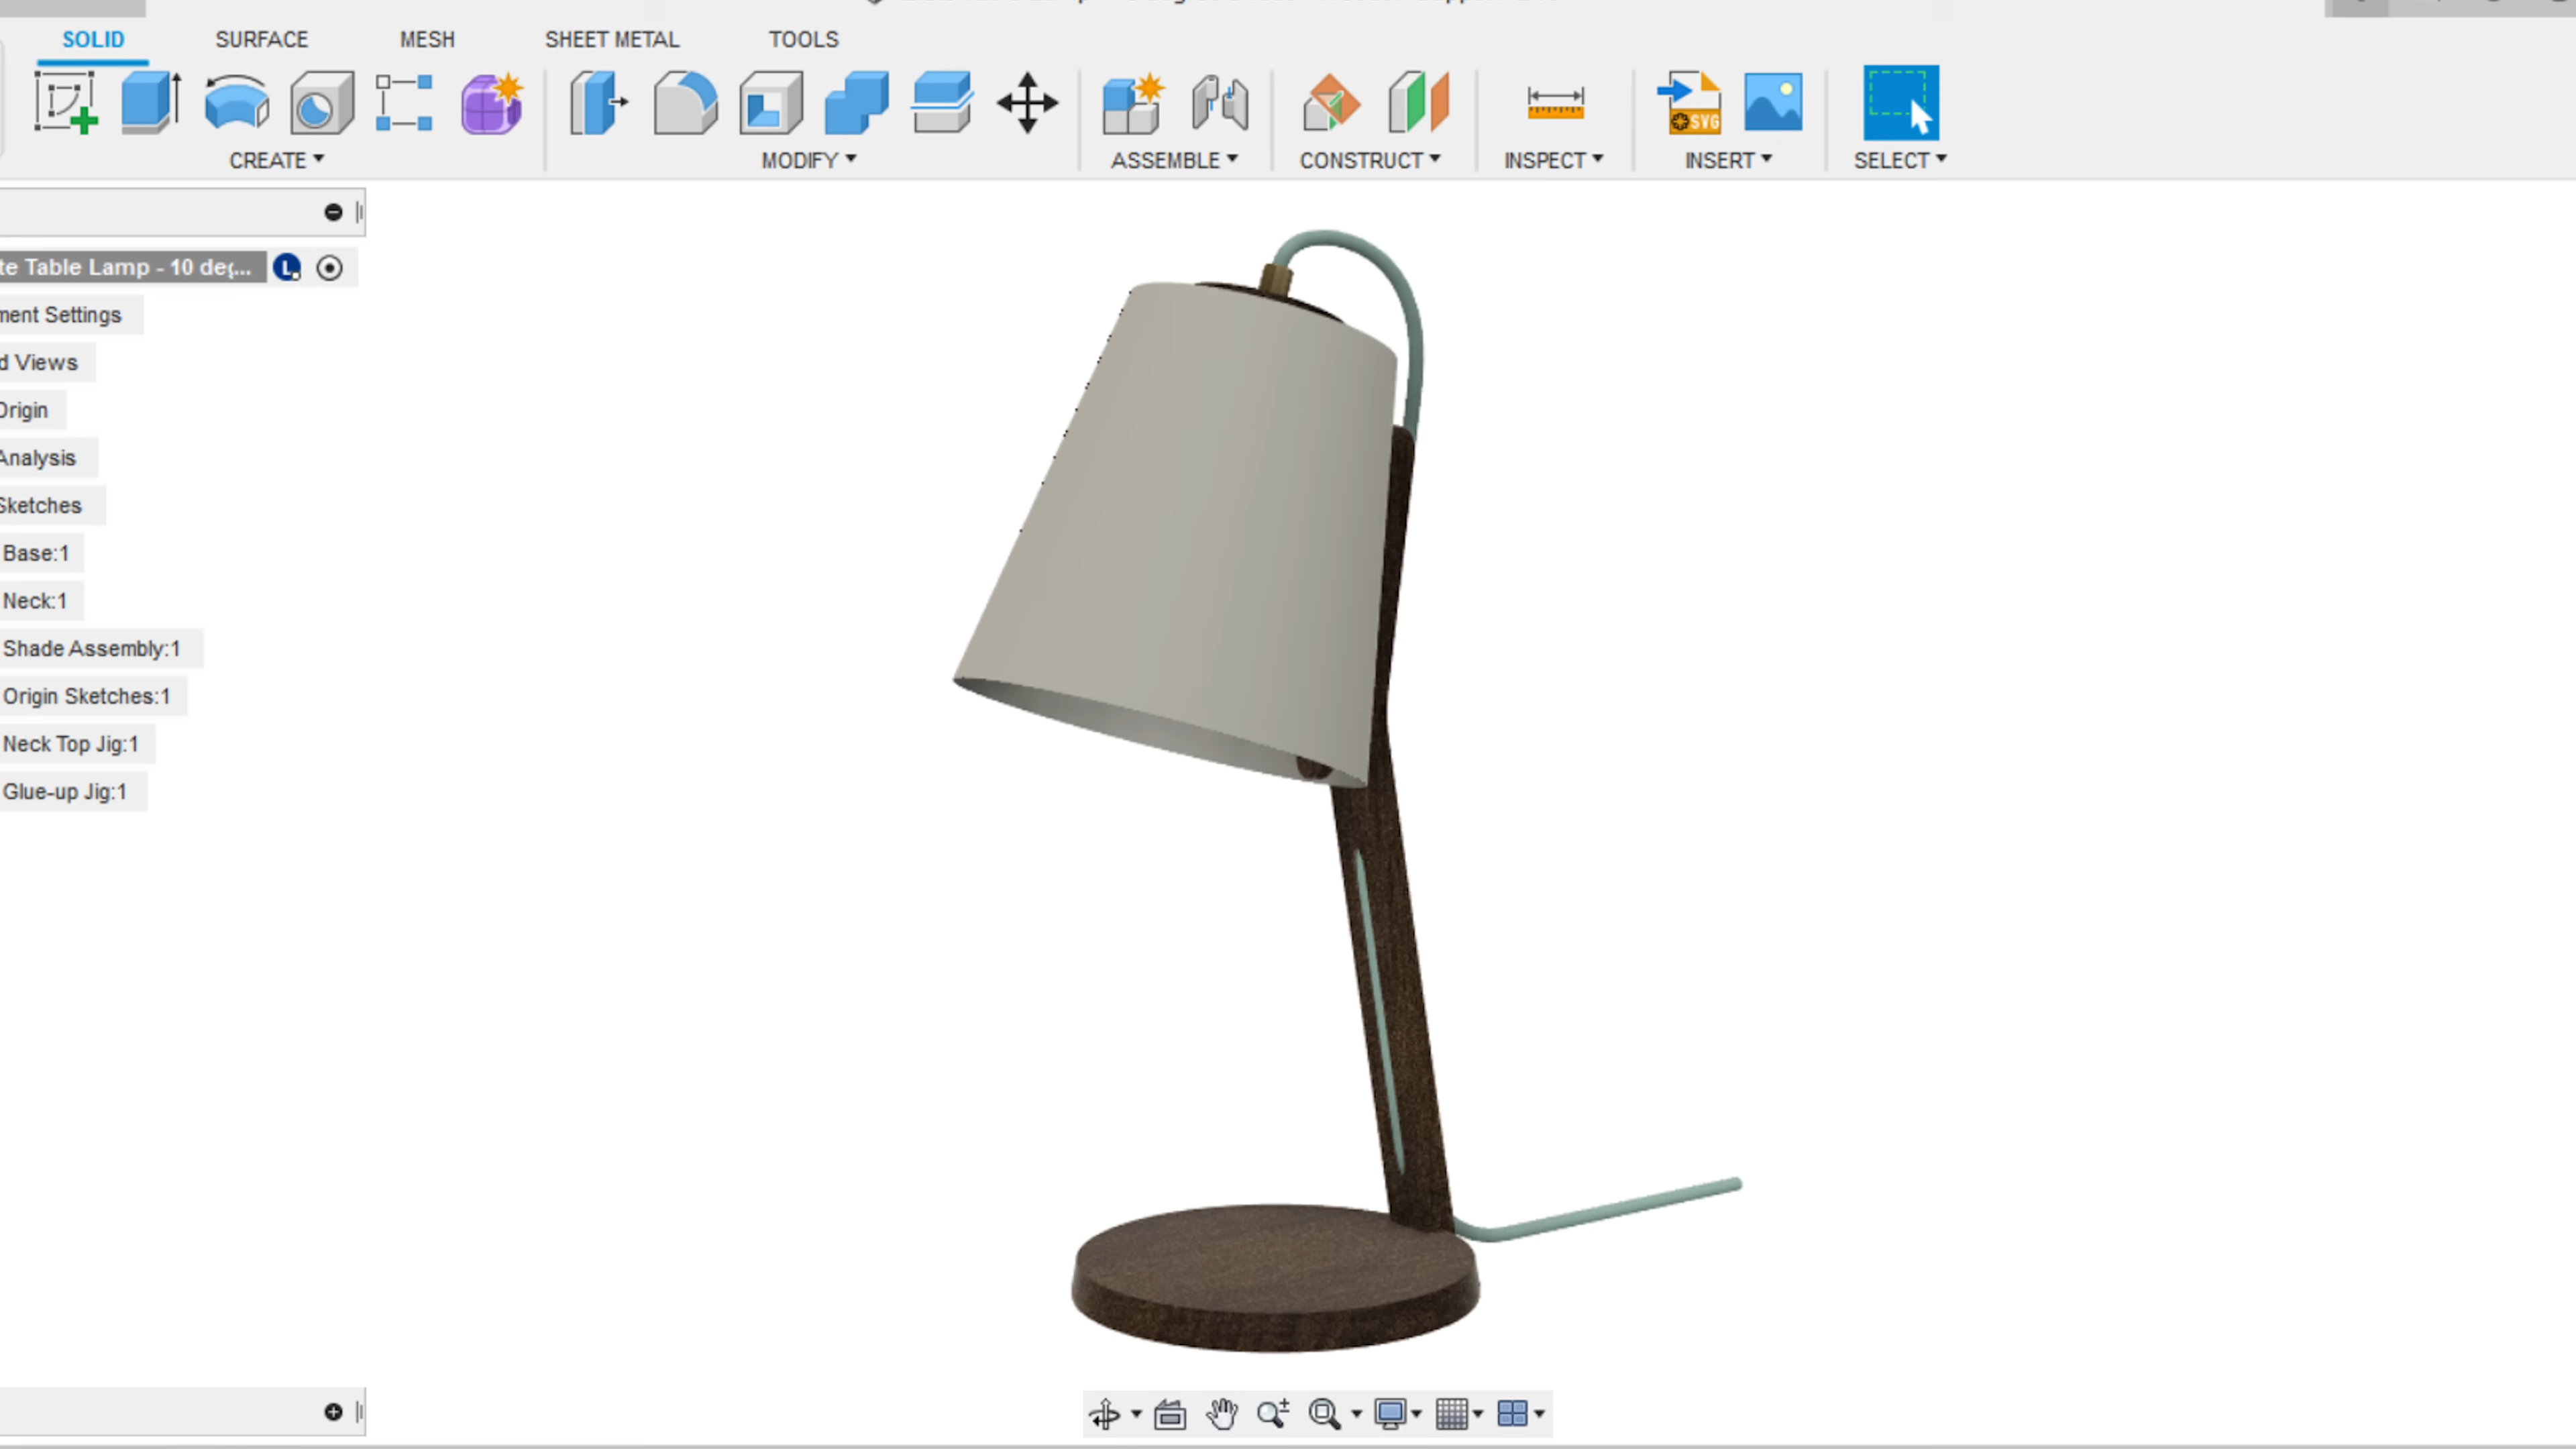 SOLID SURFACE MESH SHEET METAL TOOLS
SVG
CREATE MODIFY ASSEMBLE CONSTRUCT INSPECT INSERT SELECT
te Table Lamp - 10 deg... L
ment Settings
d Views
Origin
Analysis
Sketches
Base:1
Neck:1
Shade Assembly:1
Origin Sketches:1
Neck Top Jig:1
Glue-up Jig:1